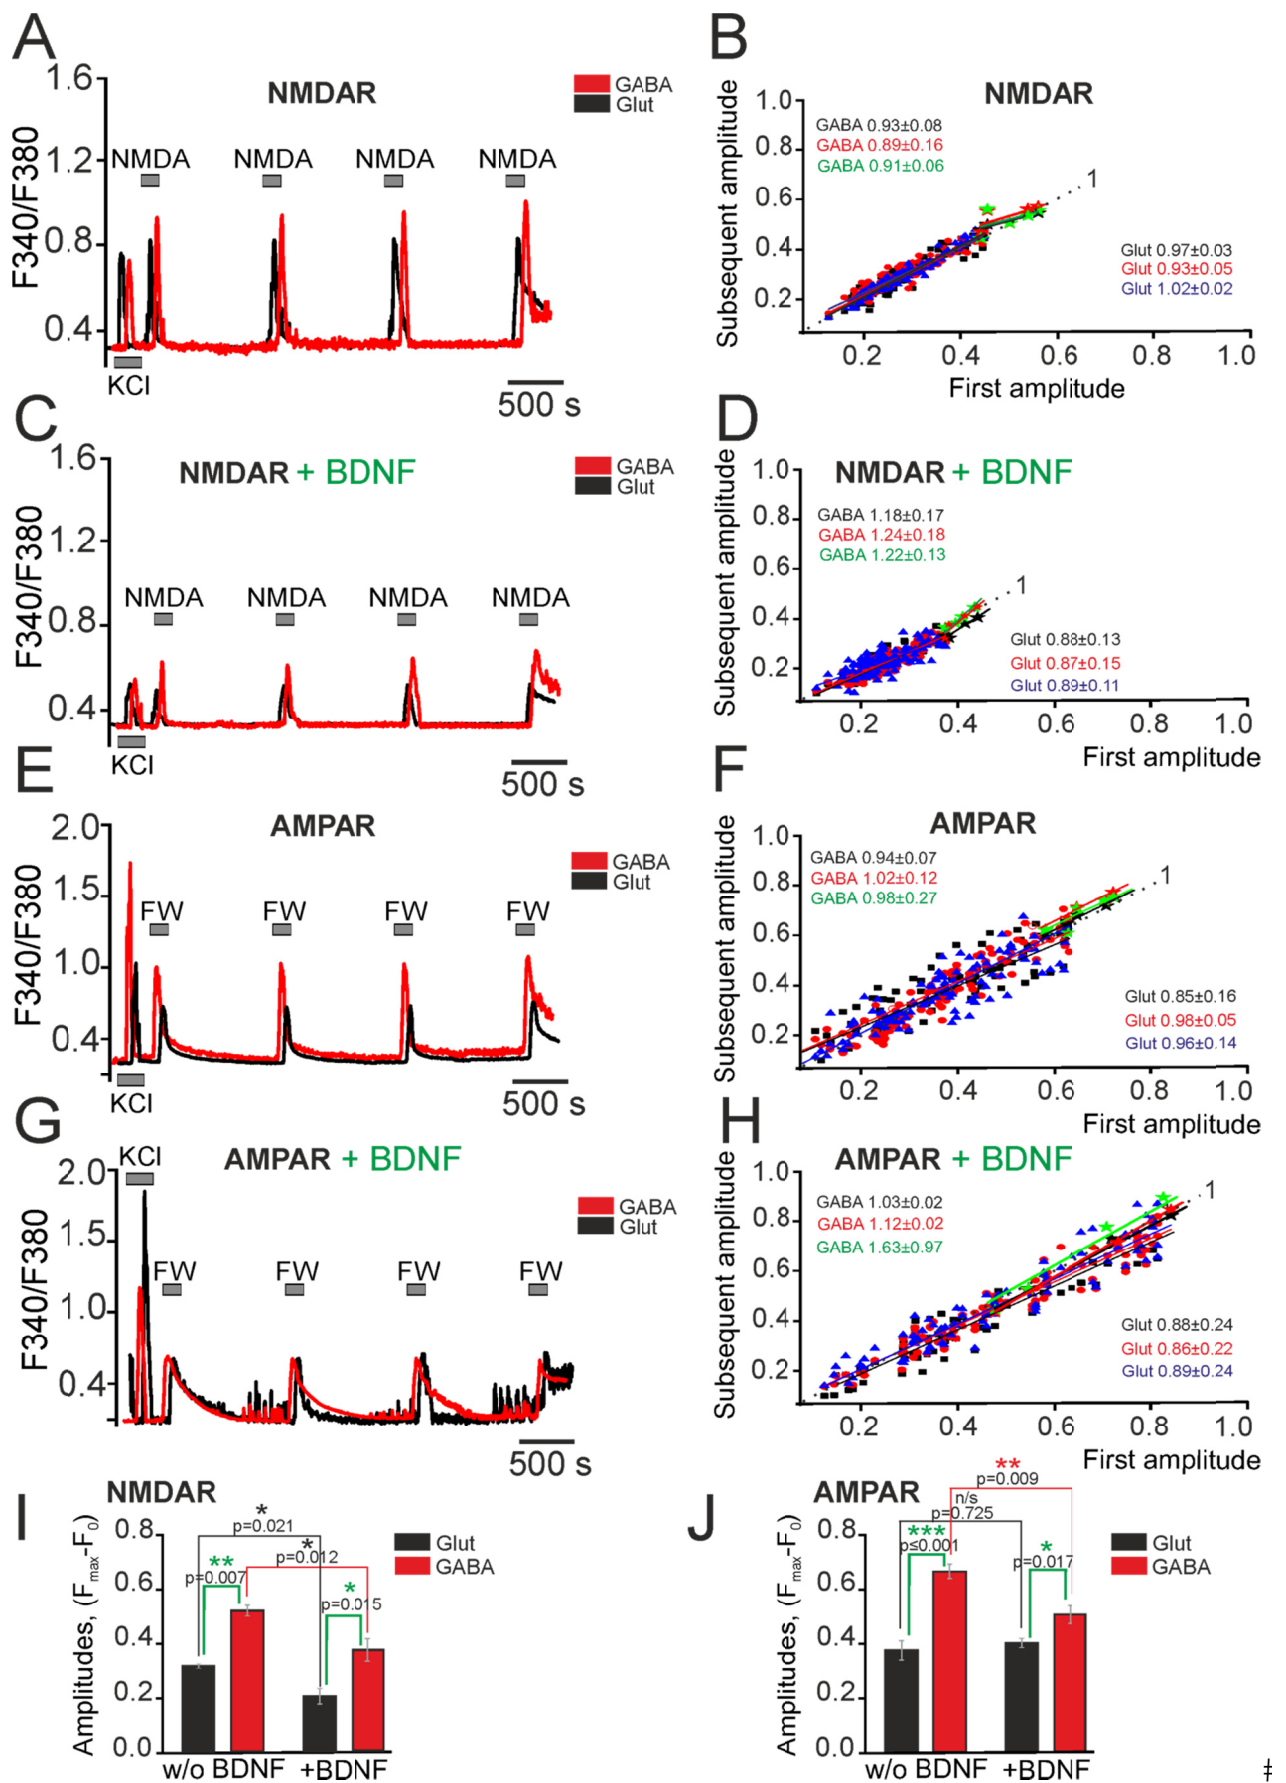 A
NMDAR
GABA
Glut
F340/F380
1.6
1.2
0.8
0.4
NMDA NMDA NMDA NMDA
KCl
500 s
B
NMDAR
Subsequent amplitude
1.0
0.8
0.6
0.4
0.2
GABA 0.93±0.08
GABA 0.89±0.16
GABA 0.91±0.06
1
Glut 0.97±0.03
Glut 0.93±0.05
Glut 1.02±0.02
0.2 0.4 0.6 0.8 1.0
First amplitude
C
NMDAR + BDNF
GABA
Glut
F340/F380
1.6
1.2
0.8
0.4
NMDA NMDA NMDA NMDA
KCl
500 s
D
NMDAR + BDNF
Subsequent amplitude
1.0
0.8
0.6
0.4
0.2
GABA 1.18±0.17
GABA 1.24±0.18
GABA 1.22±0.13
1
Glut 0.88±0.13
Glut 0.87±0.15
Glut 0.89±0.11
0.2 0.4 0.6 0.8 1.0
First amplitude
E
AMPAR
GABA
Glut
F340/F380
2.0
1.5
1.0
0.4
FW FW FW FW
KCl
500 s
F
AMPAR
Subsequent amplitude
1.0
0.8
0.6
0.4
0.2
GABA 0.94±0.07
GABA 1.02±0.12
GABA 0.98±0.27
1
Glut 0.85±0.16
Glut 0.98±0.05
Glut 0.96±0.14
0.2 0.4 0.6 0.8 1.0
First amplitude
G
KCl
AMPAR + BDNF
GABA
Glut
F340/F380
2.0
1.5
1.0
0.4
FW FW FW FW
500 s
H
AMPAR + BDNF
Subsequent amplitude
1.0
0.8
0.6
0.4
0.2
GABA 1.03±0.02
GABA 1.12±0.02
GABA 1.63±0.97
1
Glut 0.88±0.24
Glut 0.86±0.22
Glut 0.89±0.24
0.2 0.4 0.6 0.8 1.0
First amplitude
I
NMDAR
Glut
GABA
Amplitudes, (Fmax-F0)
0.8
0.6
0.4
0.2
0.0
*
p=0.021
*
p=0.012
**
p=0.007
*
p=0.015
w/o BDNF +BDNF
J
AMPAR
Glut
GABA
Amplitudes, (Fmax-F0)
0.8
0.6
0.4
0.2
0.0
**
p=0.009
n/s
p=0.725
***
p≤0.001
*
p=0.017
w/o BDNF +BDNF